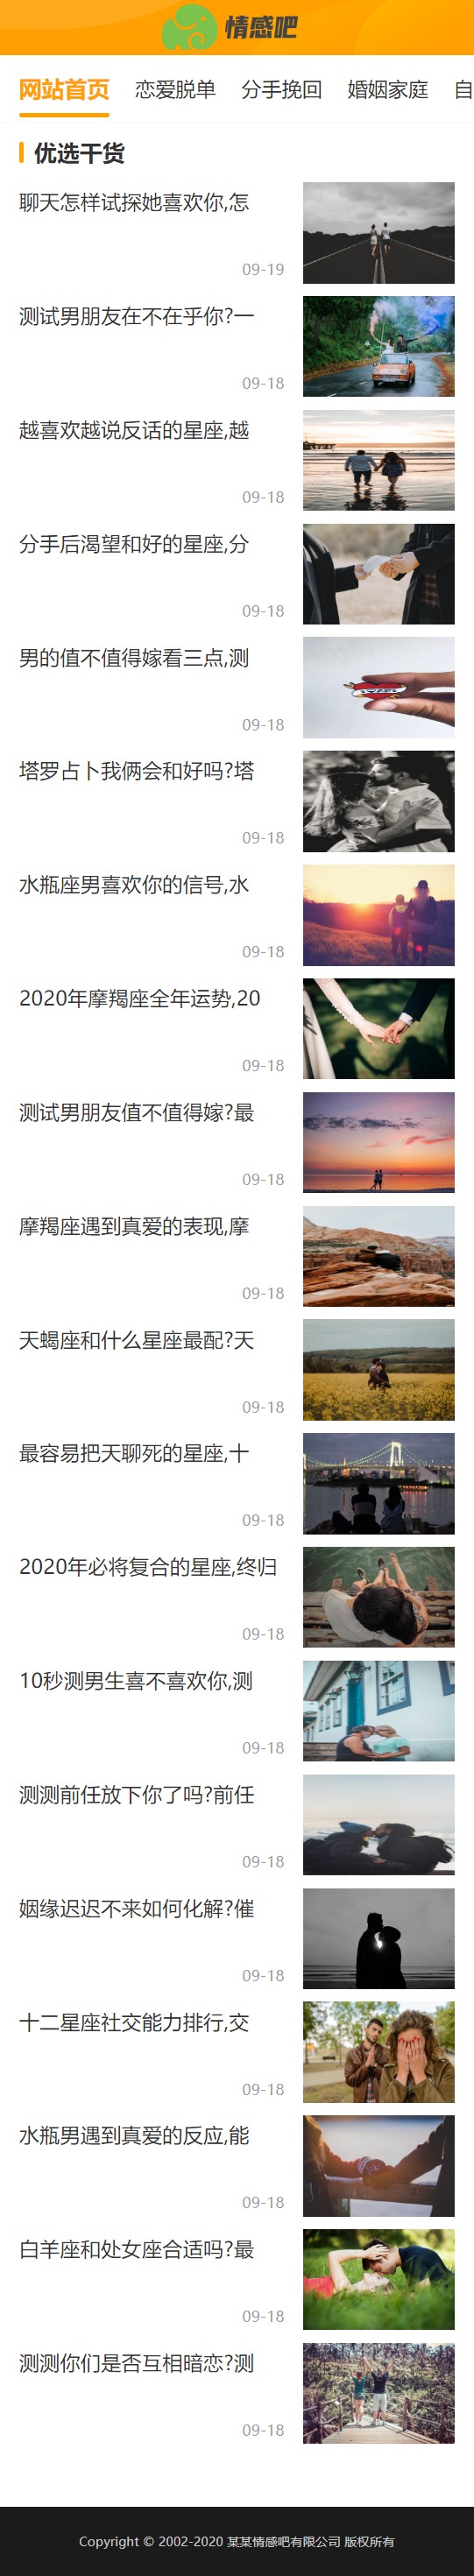 情感吧
网站首页 恋爱脱单 分手挽回 婚姻家庭 自
优选干货
聊天怎样试探她喜欢你,怎
09-19
测试男朋友在不在乎你?一
09-18
越喜欢越说反话的星座,越
09-18
分手后渴望和好的星座,分
09-18
男的值不值得嫁看三点,测
09-18
塔罗占卜我俩会和好吗?塔
09-18
水瓶座男喜欢你的信号,水
09-18
2020年摩羯座全年运势,20
09-18
测试男朋友值不值得嫁?最
09-18
摩羯座遇到真爱的表现,摩
09-18
天蝎座和什么星座最配?天
09-18
最容易把天聊死的星座,十
09-18
2020年必将复合的星座,终归
09-18
10秒测男生喜不喜欢你,测
09-18
测测前任放下你了吗?前任
09-18
姻缘迟迟不来如何化解?催
09-18
十二星座社交能力排行,交
09-18
水瓶男遇到真爱的反应,能
09-18
白羊座和处女座合适吗?最
09-18
测测你们是否互相暗恋?测
09-18
Copyright © 2002-2020 某某情感吧有限公司 版权所有